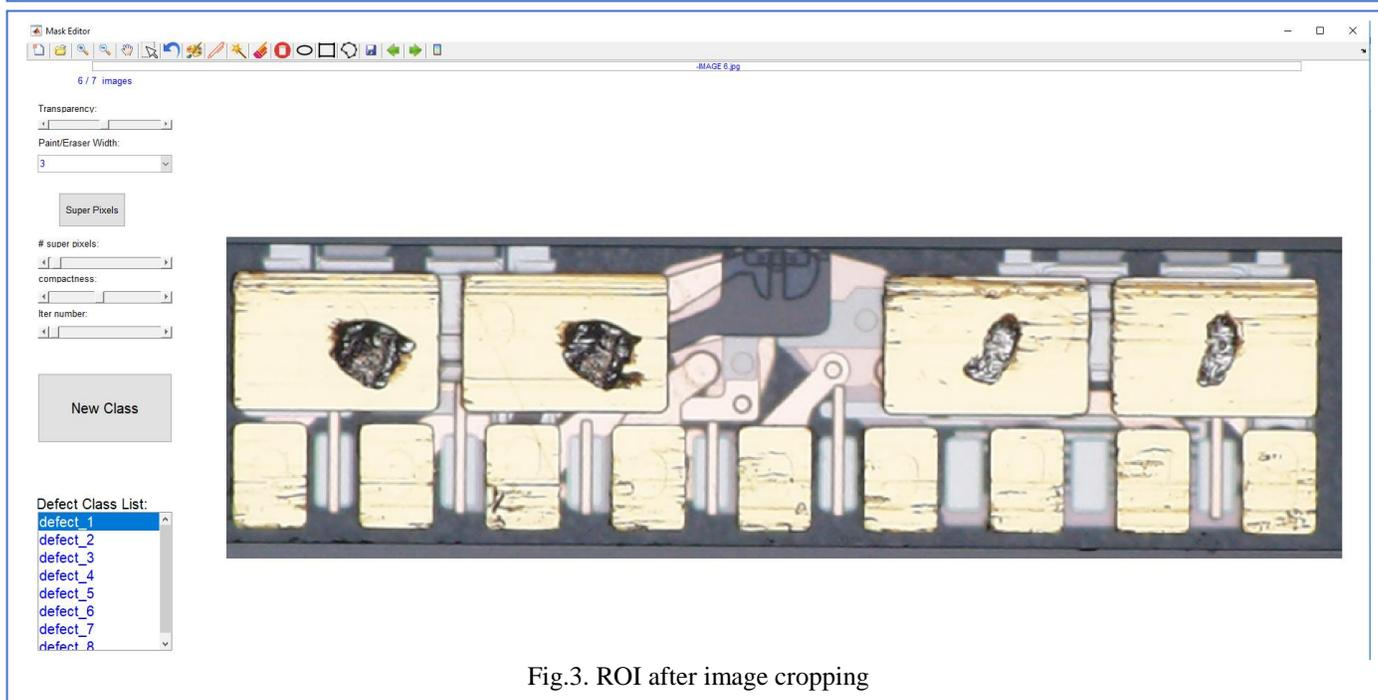 Mask Editor
-IMAGE 6.jpg
6 / 7 images
Transparency:
Paint/Eraser Width:
3
Super Pixels
# super pixels:
compactness:
Iter number:
New Class
Defect Class List:
defect_1
defect_2
defect_3
defect_4
defect_5
defect_6
defect_7
defect_8
Fig.3. ROI after image cropping